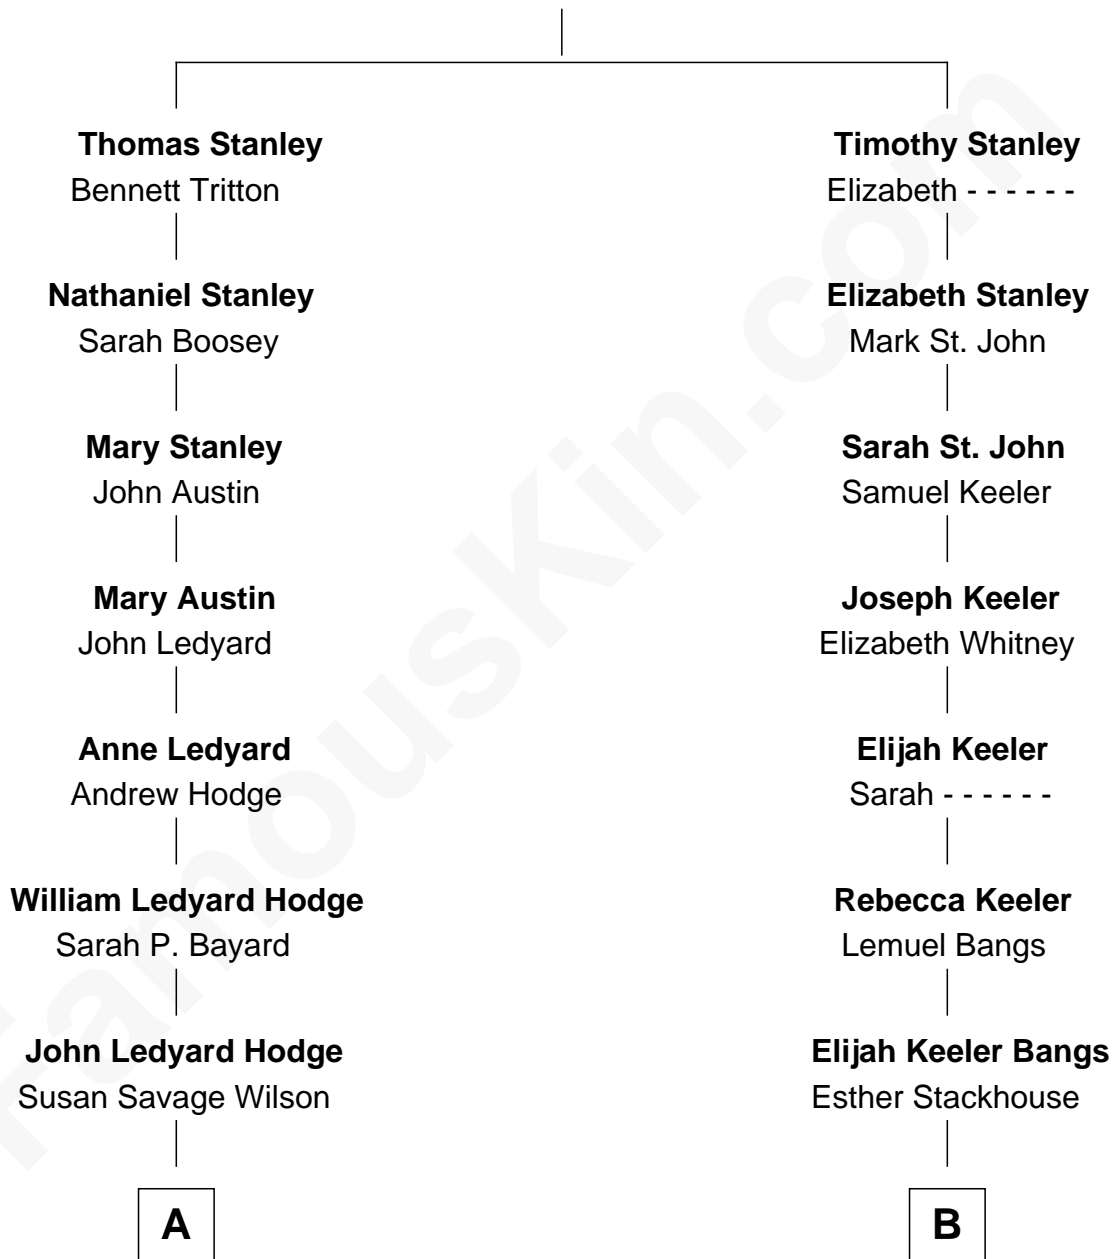 Thomas Stanley
Bennett Tritton
Nathaniel Stanley
Sarah Boosey
Mary Stanley
John Austin
Mary Austin
John Ledyard
Anne Ledyard
Andrew Hodge
William Ledyard Hodge
Sarah P. Bayard
John Ledyard Hodge
Susan Savage Wilson
A
Timothy Stanley
Elizabeth - - - - - -
Elizabeth Stanley
Mark St. John
Sarah St. John
Samuel Keeler
Joseph Keeler
Elizabeth Whitney
Elijah Keeler
Sarah - - - - - -
Rebecca Keeler
Lemuel Bangs
Elijah Keeler Bangs
Esther Stackhouse
B
FamousKin.com